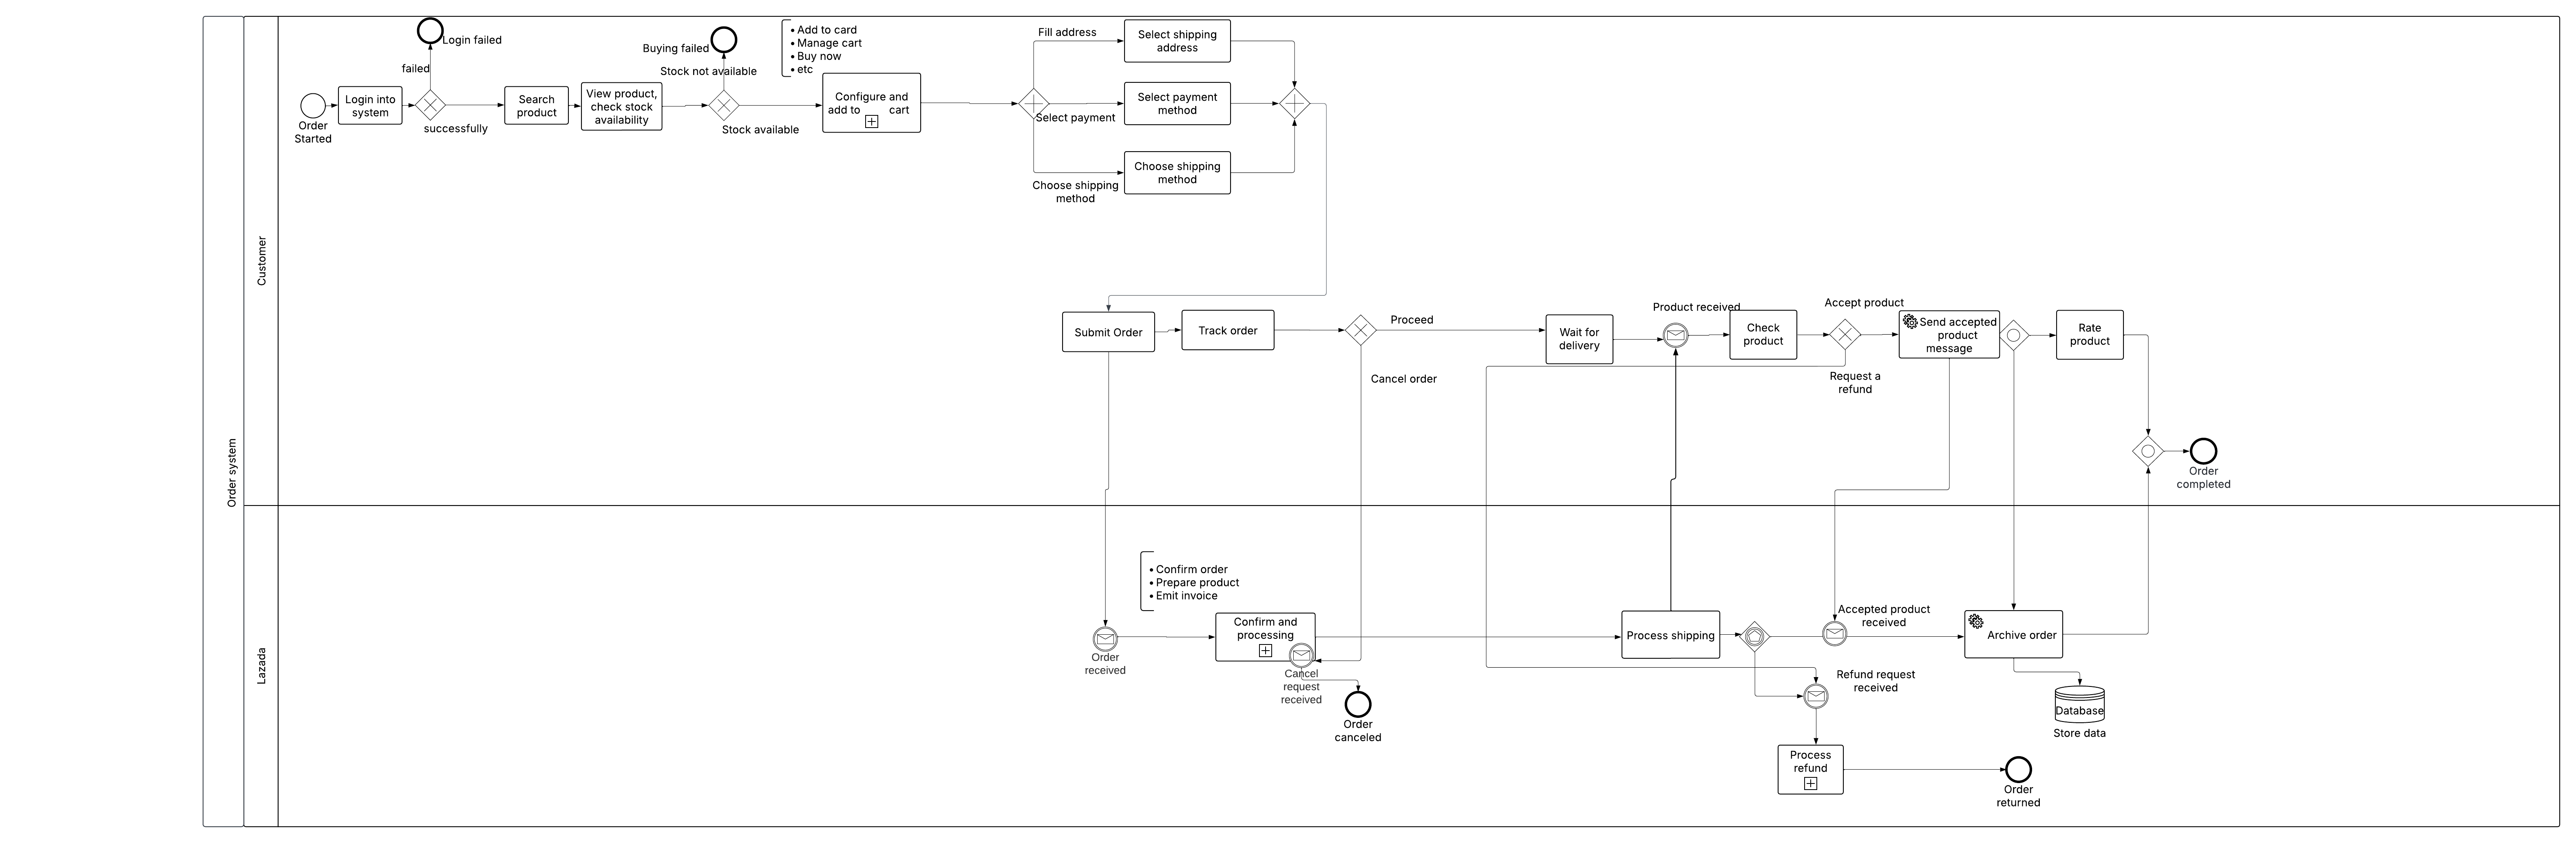 Order system
Customer
Lazada
Order
Started
Login into
system
failed
Login failed
successfully
Search
product
View product,
check stock
availability
Buying failed
Stock not available
Stock available
• Add to card
• Manage cart
• Buy now
• etc
Configure and
add to cart
Fill address
Select payment
Choose shipping
method
Select shipping
address
Select payment
method
Choose shipping
method
Submit Order
Track order
Proceed
Cancel order
Wait for
delivery
Product received
Check
product
Accept product
Request a
refund
Send accepted
product
message
Rate
product
Order
completed
Order
received
• Confirm order
• Prepare product
• Emit invoice
Confirm and
processing
Cancel
request
received
Order
canceled
Process shipping
Accepted product
received
Refund request
received
Archive order
Database
Store data
Process
refund
Order
returned